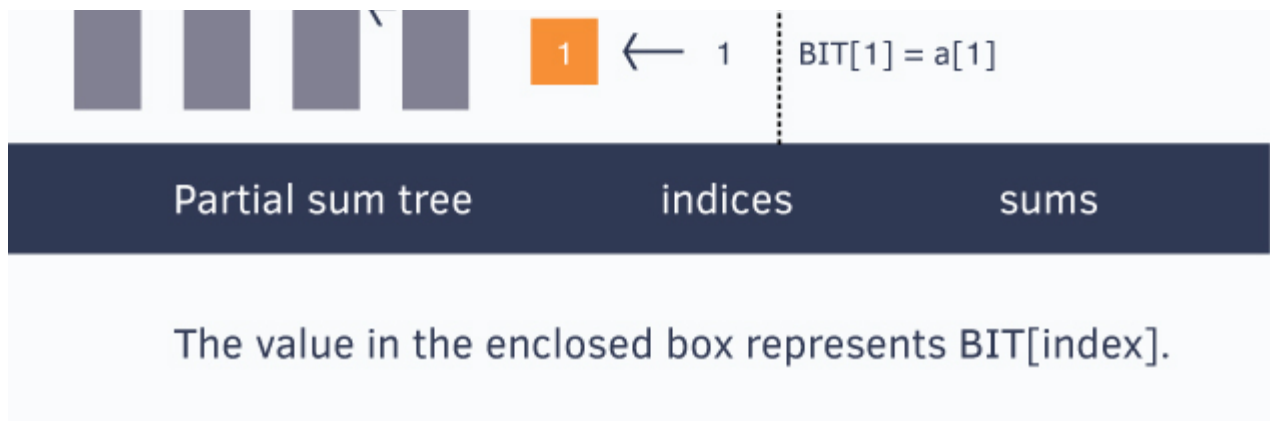 1 1 BIT[1] = a[1]
Partial sum tree indices sums
The value in the enclosed box represents BIT[index].